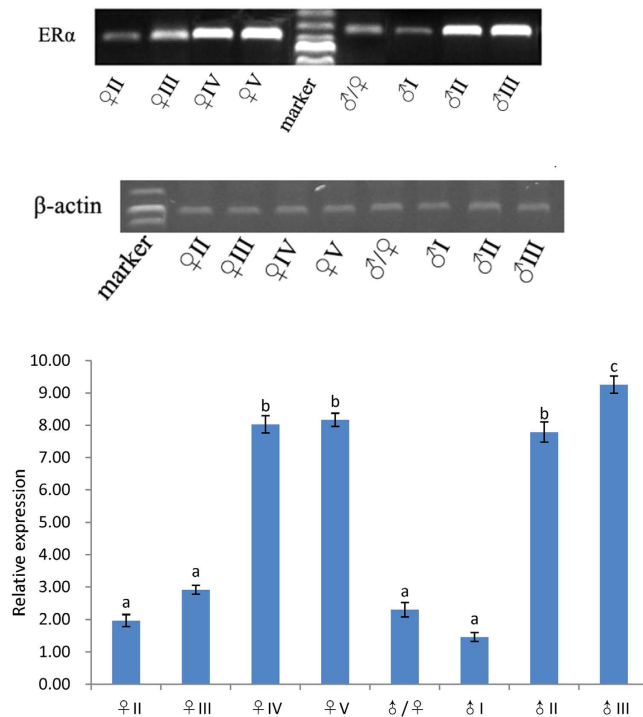 ERα
♀II ♀III ♀IV ♀V marker ♂/♀ ♂I ♂II ♂III
β-actin
marker ♀II ♀III ♀IV ♀V ♂/♀ ♂I ♂II ♂III
Relative expression
10.00
9.00
8.00
7.00
6.00
5.00
4.00
3.00
2.00
1.00
0.00
a a b b a a b c
♀II ♀III ♀IV ♀V ♂/♀ ♂I ♂II ♂III